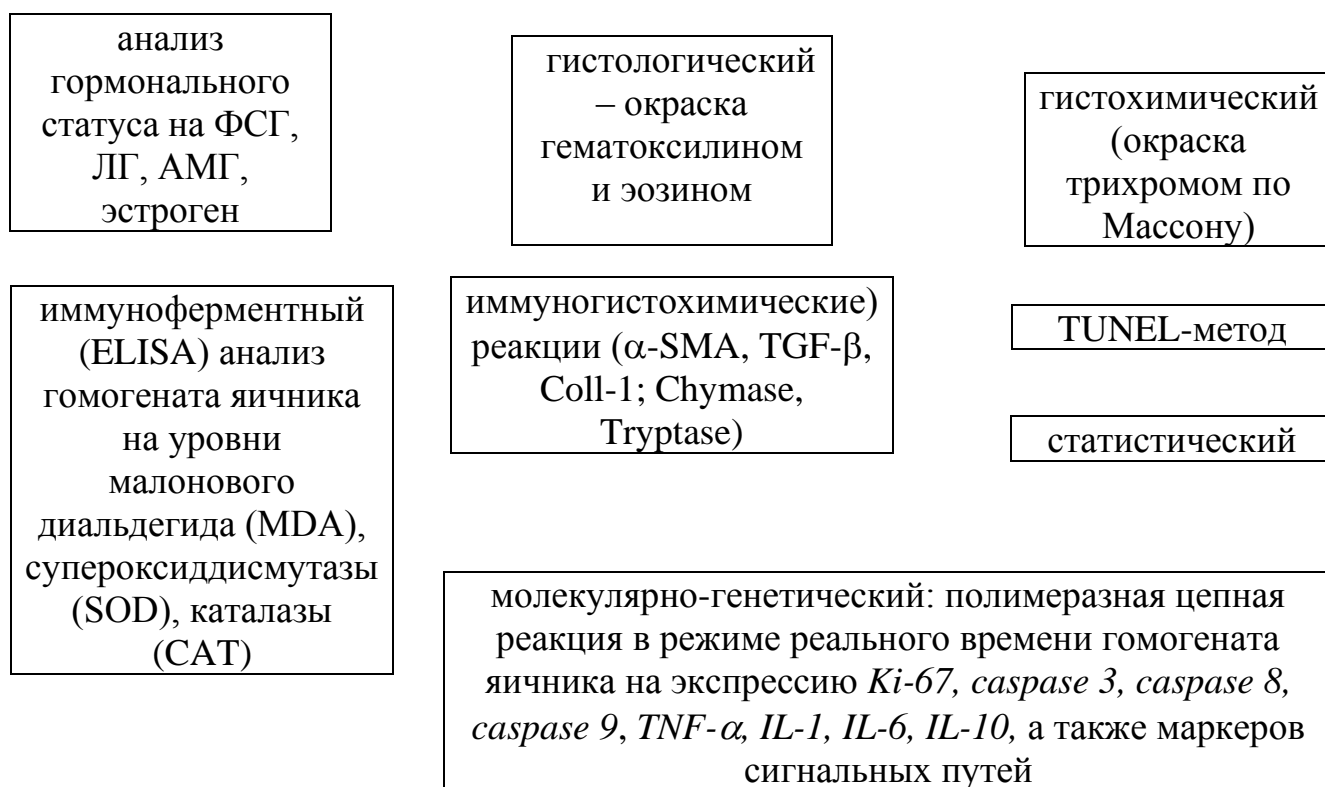 анализ
гормонального
статуса на ФСГ,
ЛГ, АМГ,
эстроген
гистологический
– окраска
гематоксилином
и эозином
гистохимический
(окраска
трихромом по
Массону)
иммуноферментный
(ELISA) анализ
гомогената яичника
на уровни
малонового
диальдегида (MDA),
супероксиддисмутазы
(SOD), каталазы
(CAT)
иммуногистохимические)
реакции (α-SMA, TGF-β,
Coll-1; Chymase,
Tryptase)
TUNEL-метод
статистический
молекулярно-генетический: полимеразная цепная
реакция в режиме реального времени гомогената
яичника на экспрессию Ki-67, caspase 3, caspase 8,
caspase 9, TNF-α, IL-1, IL-6, IL-10, а также маркеров
сигнальных путей